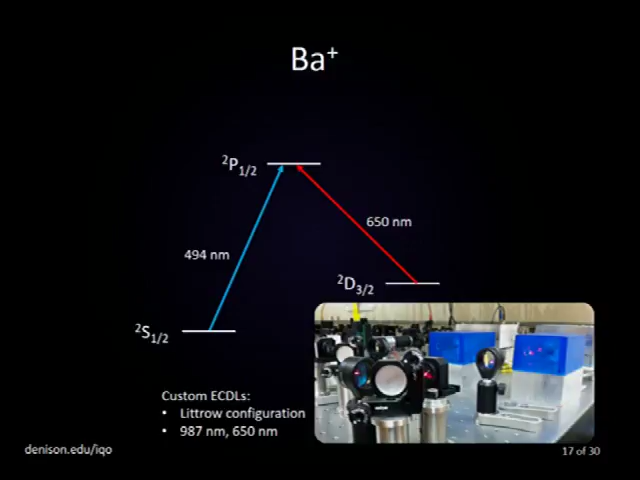 Ba⁺
²P₁/₂
650 nm
494 nm
²D₃/₂
²S₁/₂
Custom ECDLs:
• Littrow configuration
• 987 nm, 650 nm
denison.edu/iqo
17 of 30